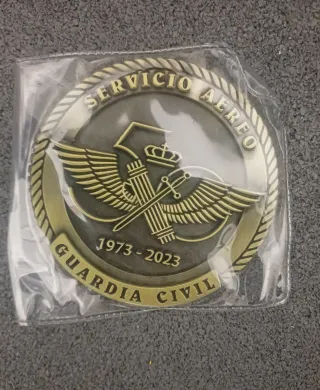 SERVICIO AEREO
1973 - 2023
GUARDIA CIVIL